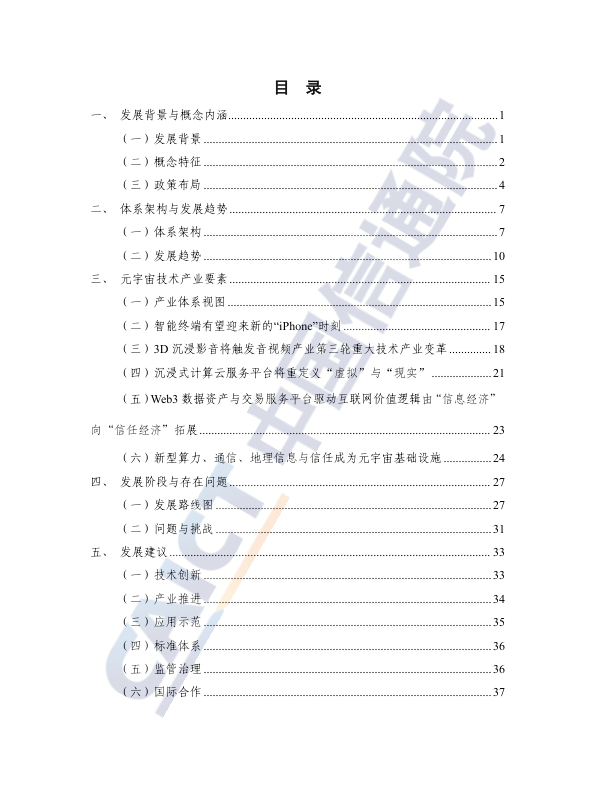 目 录
一、 发展背景与概念内涵 1
（一）发展背景 1
（二）概念特征 2
（三）政策布局 4
二、 体系架构与发展趋势 7
（一）体系架构 7
（二）发展趋势 10
三、 元宇宙技术产业要素 15
（一）产业体系视图 15
（二）智能终端有望迎来新的“iPhone”时刻 17
（三）3D 沉浸影音将触发音视频产业第三轮重大技术产业变革 18
（四）沉浸式计算云服务平台将重定义“虚拟”与“现实” 21
（五）Web3 数据资产与交易服务平台驱动互联网价值逻辑由“信息经济”
向“信任经济”拓展 23
（六）新型算力、通信、地理信息与信任成为元宇宙基础设施 24
四、 发展阶段与存在问题 27
（一）发展路线图 27
（二）问题与挑战 31
五、 发展建议 33
（一）技术创新 33
（二）产业推进 34
（三）应用示范 35
（四）标准体系 36
（五）监管治理 36
（六）国际合作 37
CAICT 中国信通院